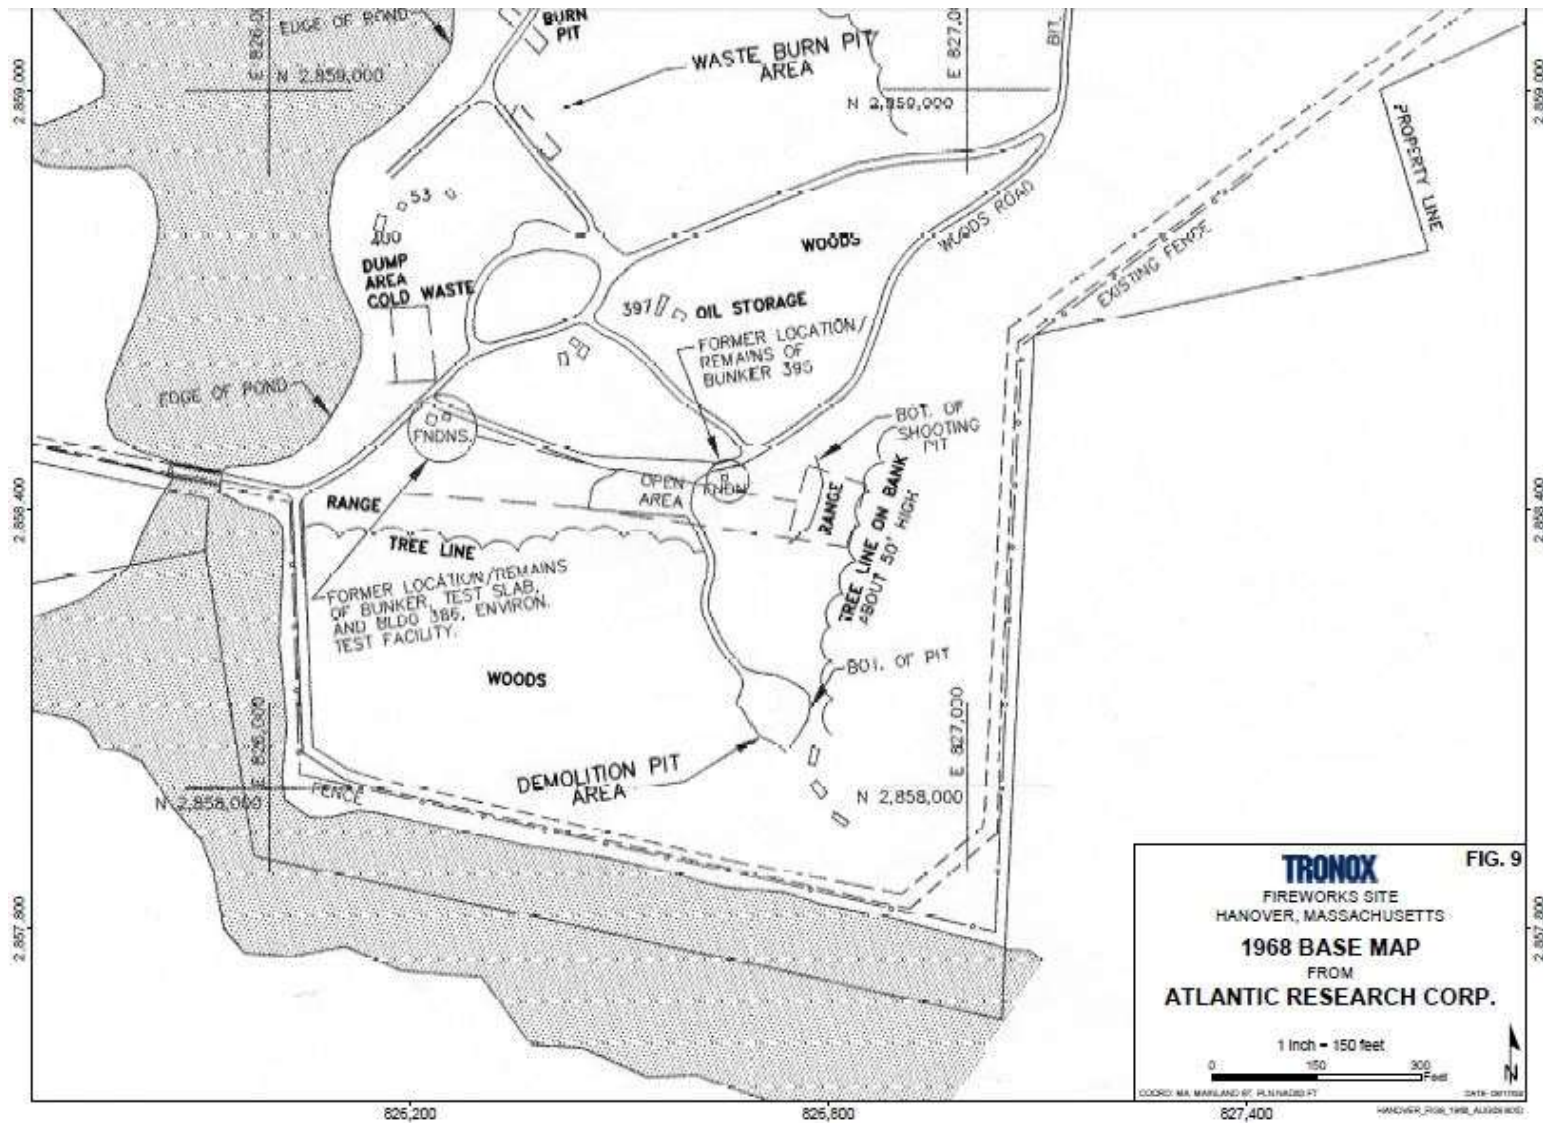 EDGE OF POND
BURN
PIT
WASTE BURN PIT
AREA
BIT.
N 2,859,000
N 2,859,000
2,859,000
2,859,000
PROPERTY LINE
53
400
DUMP
AREA
COLD WASTE
WOODS
WOODS ROAD
EXISTING FENCE
397
OIL STORAGE
FORMER LOCATION/
REMAINS OF
BUNKER 395
EDGE OF POND
FNDNS.
BOT. OF
SHOOTING
PIT
OPEN
AREA
FNDN
RANGE
RANGE
TREE LINE ON BANK
ABOUT 50' HIGH
2,858,400
2,858,400
TREE LINE
FORMER LOCATION/REMAINS
OF BUNKER, TEST SLAB,
AND BLDG 386, ENVIRON.
TEST FACILITY.
WOODS
BOT. OF PIT
E 826,000
E 827,000
DEMOLITION PIT
AREA
FENCE
N 2,858,000
N 2,858,000
2,857,800
2,857,800
TRONOX
FIG. 9
FIREWORKS SITE
HANOVER, MASSACHUSETTS
1968 BASE MAP
FROM
ATLANTIC RESEARCH CORP.
1 Inch = 150 feet
0 150 300
Feet
N
826,200
826,800
827,400